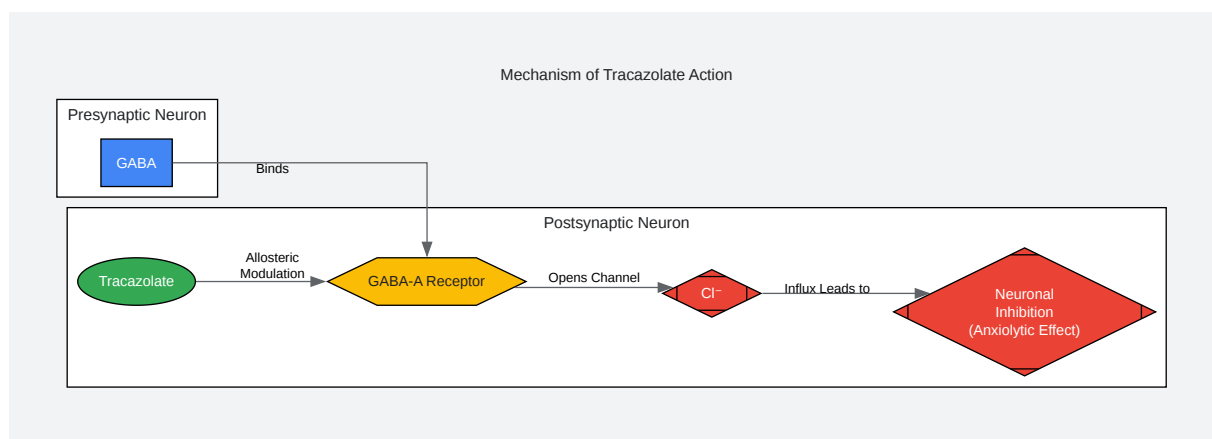 Mechanism of Tracazolate Action
Presynaptic Neuron
GABA
Binds
Postsynaptic Neuron
Tracazolate
Allosteric
Modulation
GABA-A Receptor
Opens Channel
Cl⁻
Influx Leads to
Neuronal
Inhibition
(Anxiolytic Effect)